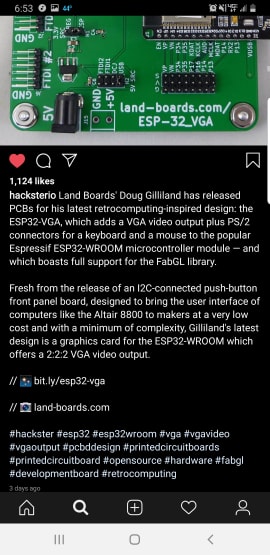 6:53
44°
GND
FTDI #2
5V
GND
+5V
land-boards.com/
ESP-32_VGA
1,124 likes
hacksterio Land Boards' Doug Gilliland has released
PCBs for his latest retrocomputing-inspired design: the
ESP32-VGA, which adds a VGA video output plus PS/2
connectors for a keyboard and a mouse to the popular
Espressif ESP32-WROOM microcontroller module — and
which boasts full support for the FabGL library.
Fresh from the release of an I2C-connected push-button
front panel board, designed to bring the user interface of
computers like the Altair 8800 to makers at a very low
cost and with a minimum of complexity, Gilliland's latest
design is a graphics card for the ESP32-WROOM which
offers a 2:2:2 VGA video output.
// 🌃 bit.ly/esp32-vga
// 📷 land-boards.com
#hackster #esp32 #esp32wroom #vga #vgavideo
#vgaoutput #pcbddesign #printedcircuitboards
#printedcircuitboard #opensource #hardware #fabgl
#developmentboard #retrocomputing
3 days ago